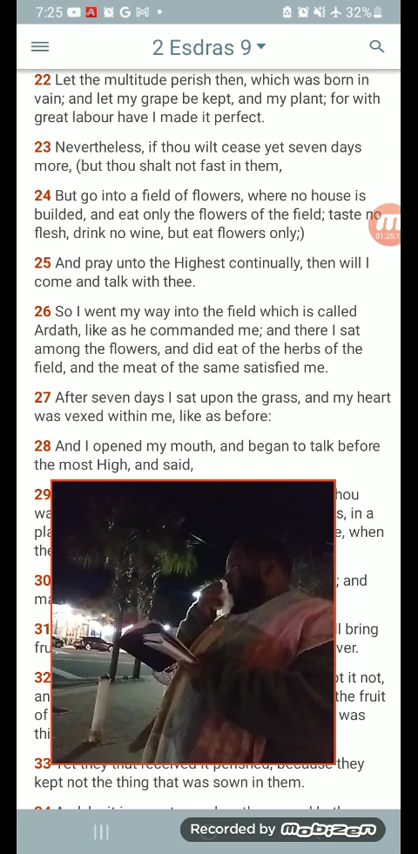 7:25 A G M • 32%
2 Esdras 9
22 Let the multitude perish then, which was born in
vain; and let my grape be kept, and my plant; for with
great labour have I made it perfect.
23 Nevertheless, if thou wilt cease yet seven days
more, (but thou shalt not fast in them,
24 But go into a field of flowers, where no house is
builded, and eat only the flowers of the field; taste no
flesh, drink no wine, but eat flowers only;)
25 And pray unto the Highest continually, then will I
come and talk with thee.
26 So I went my way into the field which is called
Ardath, like as he commanded me; and there I sat
among the flowers, and did eat of the herbs of the
field, and the meat of the same satisfied me.
27 After seven days I sat upon the grass, and my heart
was vexed within me, like as before:
28 And I opened my mouth, and began to talk before
the most High, and said,
29
s, in a
when
30 ; and
31 bring
32 not,
the fruit
of was
33 Yet they that received it perished, because they
kept not the thing that was sown in them.
Recorded by mobizen